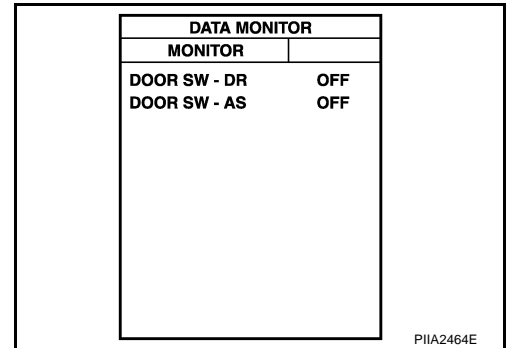 DATA MONITOR
MONITOR
DOOR SW - DR OFF
DOOR SW - AS OFF
PIIA2464E